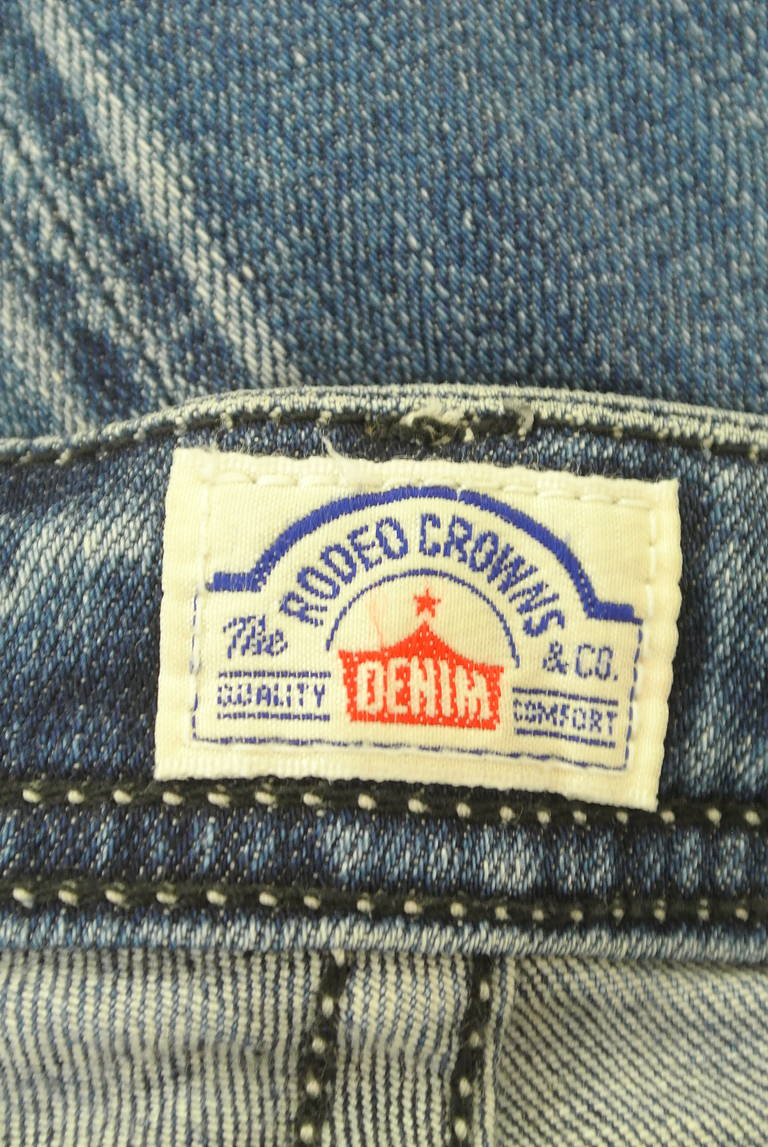 The RODEO CROWNS & CO.
QUALITY DENIM COMFORT